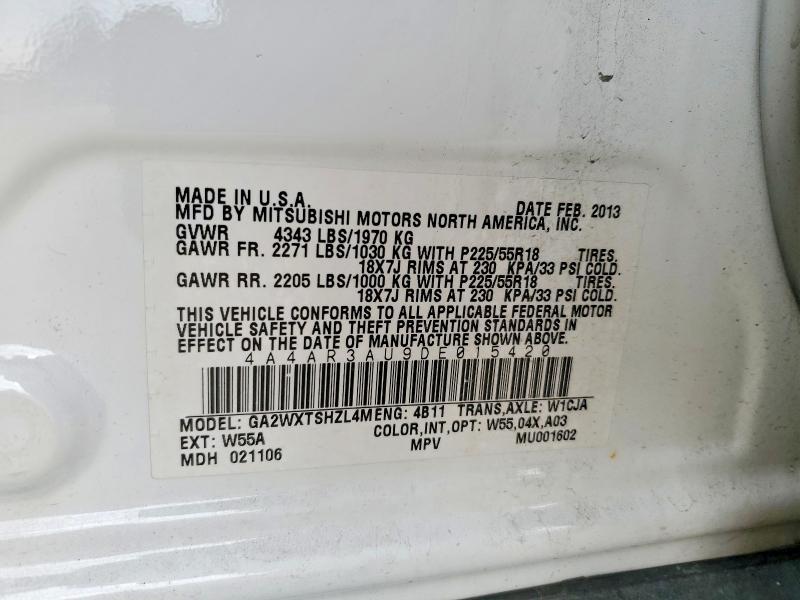 MADE IN U.S.A. DATE FEB. 2013
MFD BY MITSUBISHI MOTORS NORTH AMERICA, INC.
GVWR 4343 LBS/1970 KG
GAWR FR. 2271 LBS/1030 KG WITH P225/55R18 TIRES,
18X7J RIMS AT 230 KPA/33 PSI COLD.
GAWR RR. 2205 LBS/1000 KG WITH P225/55R18 TIRES,
18X7J RIMS AT 230 KPA/33 PSI COLD.
THIS VEHICLE CONFORMS TO ALL APPLICABLE FEDERAL MOTOR
VEHICLE SAFETY AND THEFT PREVENTION STANDARDS IN
EFFECT ON THE DATE OF MANUFACTURE SHOWN ABOVE.
4A4AR3AU9DE015420
MODEL: GA2WXTSHZL4M ENG: 4B11 TRANS,AXLE: W1CJA
EXT: W55A COLOR,INT,OPT: W55,04X,A03
MDH 021106 MPV MU001602